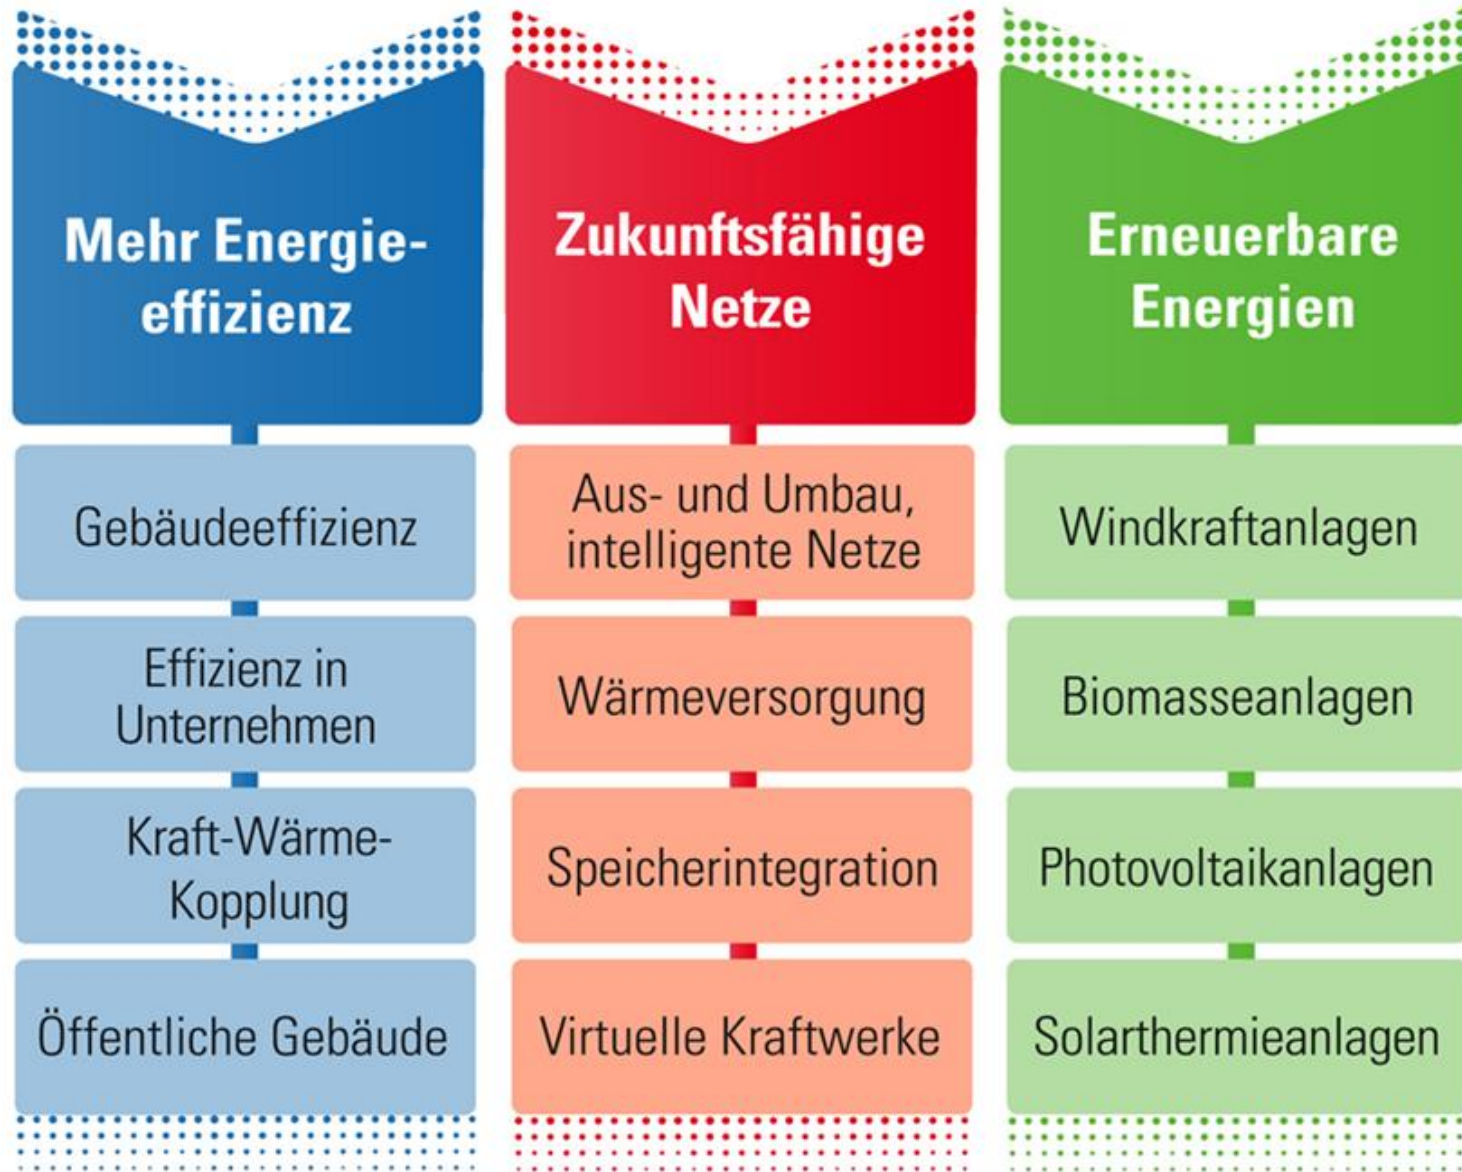 Mehr Energie-
effizienz
Gebäudeeffizienz
Effizienz in
Unternehmen
Kraft-Wärme-
Kopplung
Öffentliche Gebäude
Zukunftsfähige
Netze
Aus- und Umbau,
intelligente Netze
Wärmeversorgung
Speicherintegration
Virtuelle Kraftwerke
Erneuerbare
Energien
Windkraftanlagen
Biomasseanlagen
Photovoltaikanlagen
Solarthermieanlagen